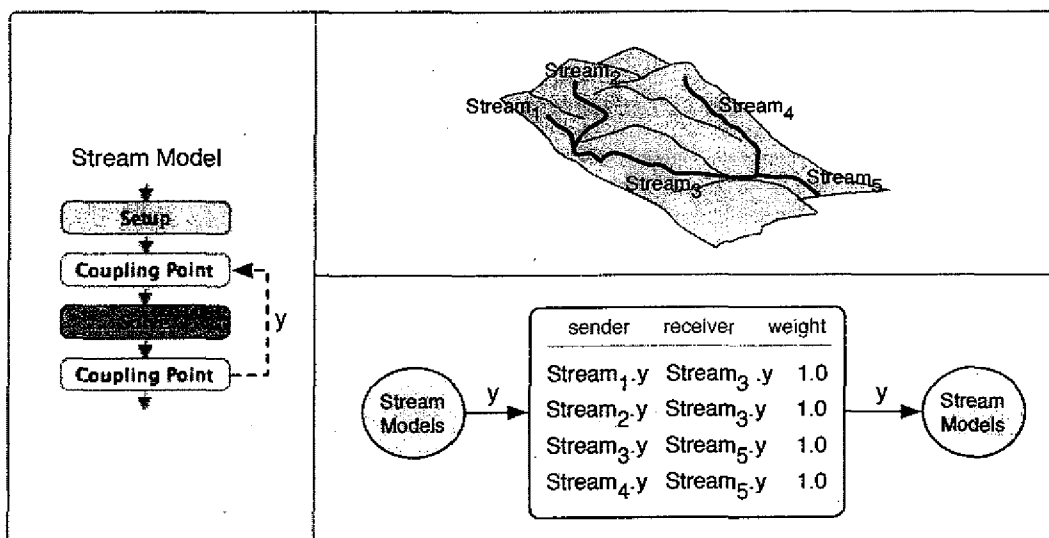 Stream Model
Setup
Coupling Point
Coupling Point
y
Stream2
Stream1
Stream4
Stream3
Stream5
sender receiver weight
Stream1.y Stream3.y 1.0
Stream2.y Stream3.y 1.0
Stream3.y Stream5.y 1.0
Stream4.y Stream5.y 1.0
Stream
Models
y
y
Stream
Models